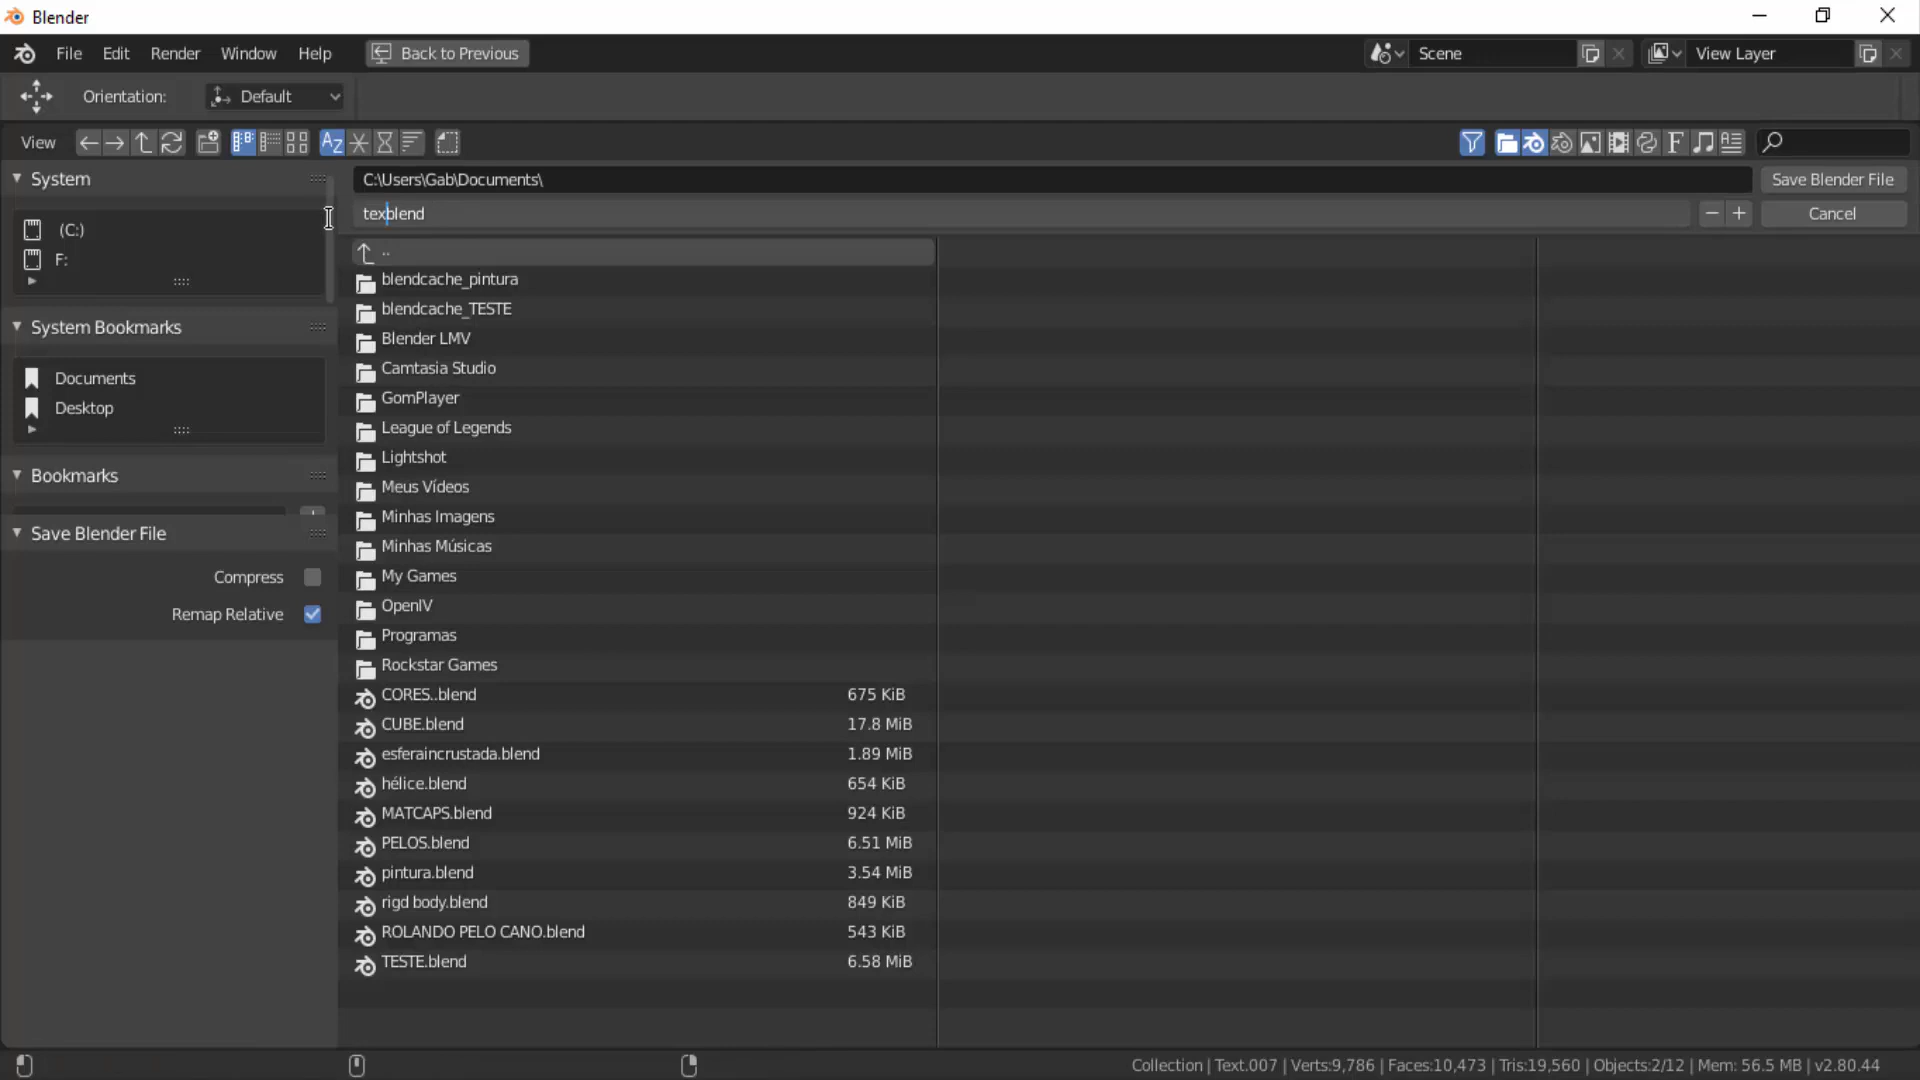 Blender
File Edit Render Window Help Back to Previous Scene View Layer
Orientation: Default
View
System
C:\Users\Gab\Documents\ Save Blender File
texblend Cancel
(C:)
F:
System Bookmarks
Documents
Desktop
Bookmarks
Save Blender File
Compress
Remap Relative
..
blendcache_pintura
blendcache_TESTE
Blender LMV
Camtasia Studio
GomPlayer
League of Legends
Lightshot
Meus Vídeos
Minhas Imagens
Minhas Músicas
My Games
OpenIV
Programas
Rockstar Games
CORES..blend 675 KiB
CUBE.blend 17.8 MiB
esferaincrustada.blend 1.89 MiB
hélice.blend 654 KiB
MATCAPS.blend 924 KiB
PELOS.blend 6.51 MiB
pintura.blend 3.54 MiB
rigd body.blend 849 KiB
ROLANDO PELO CANO.blend 543 KiB
TESTE.blend 6.58 MiB
Collection | Text.007 | Verts:9,786 | Faces:10,473 | Tris:19,560 | Objects:2/12 | Mem: 56.5 MB | v2.80.44